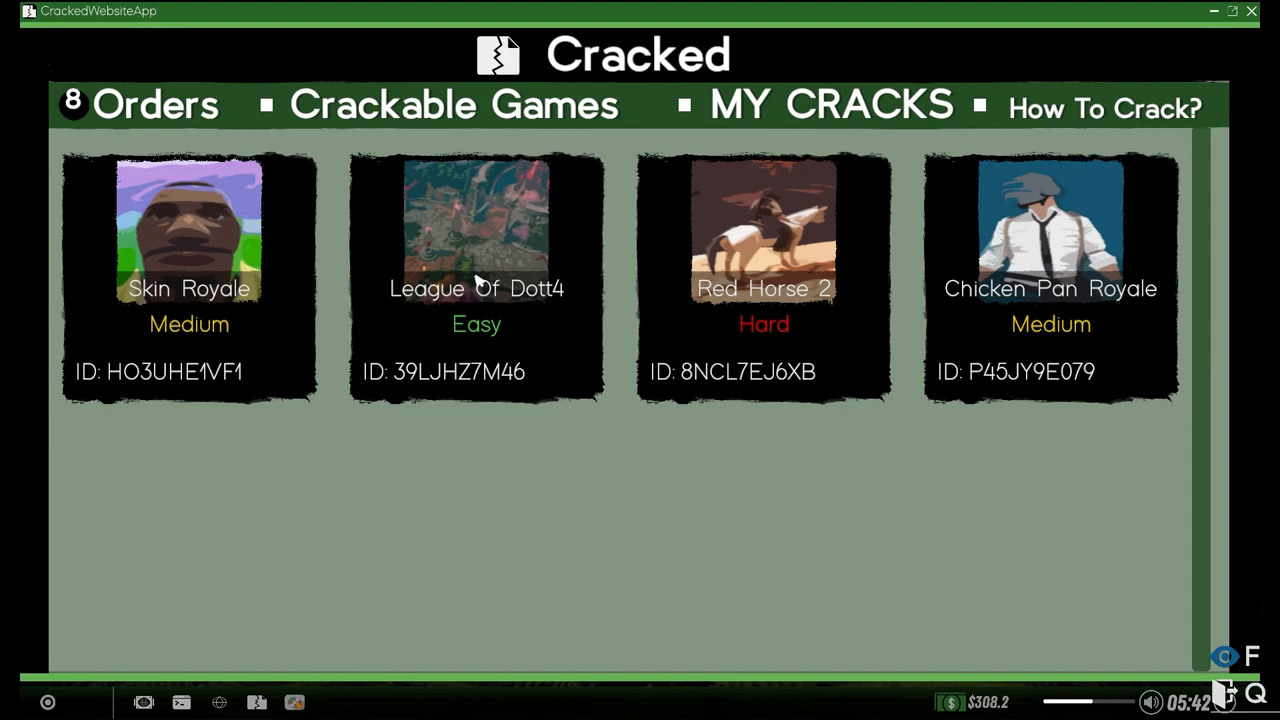 CrackedWebsiteApp
Cracked
8 Orders
Crackable Games
MY CRACKS
How To Crack?
Skin Royale
Medium
ID: HO3UHE1VF1
League Of Dott4
Easy
ID: 39LJHZ7M46
Red Horse 2
Hard
ID: 8NCL7EJ6XB
Chicken Pan Royale
Medium
ID: P45JY9E079
F
$308.2
05:42
Q